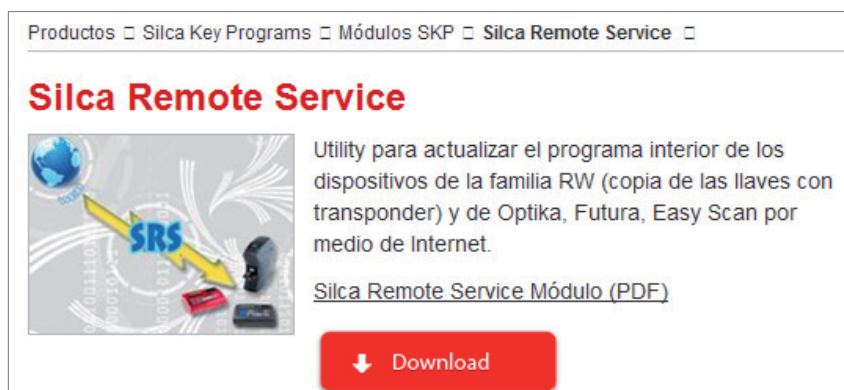 Productos □ Silca Key Programs □ Módulos SKP □ Silca Remote Service □
Silca Remote Service
SRS
Utility para actualizar el programa interior de los
dispositivos de la familia RW (copia de las llaves con
transponder) y de Optika, Futura, Easy Scan por
medio de Internet.
Silca Remote Service Módulo (PDF)
Download